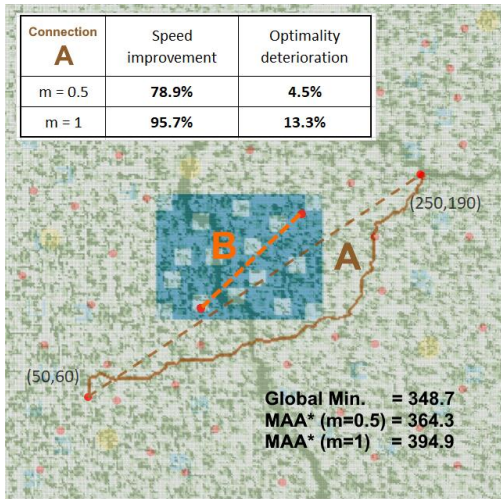 Connection
A
Speed improvement
Optimality deterioration
m = 0.5 78.9% 4.5%
m = 1 95.7% 13.3%
(250,190)
B
A
(50,60)
Global Min. = 348.7
MAA* (m=0.5) = 364.3
MAA* (m=1) = 394.9